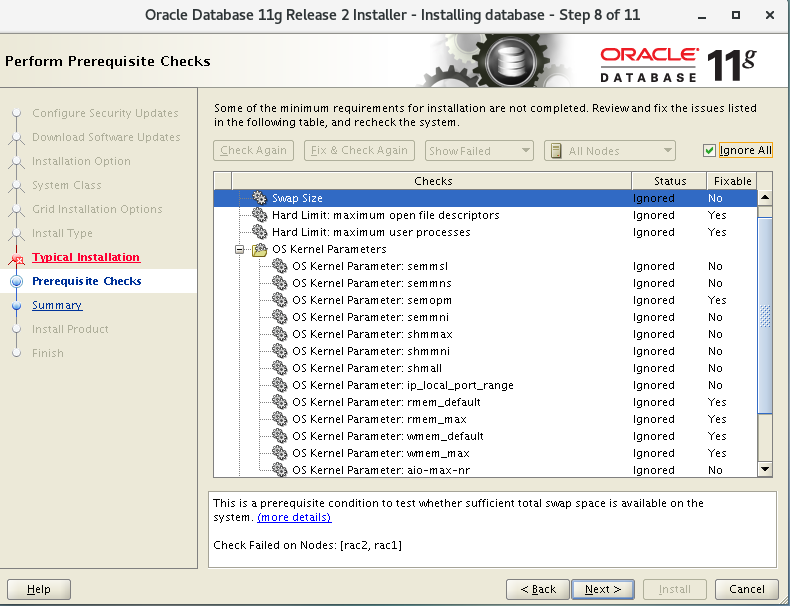 Oracle Database 11g Release 2 Installer - Installing database - Step 8 of 11
Perform Prerequisite Checks
ORACLE
DATABASE
11g
Configure Security Updates
Download Software Updates
Installation Option
System Class
Grid Installation Options
Install Type
Typical Installation
Prerequisite Checks
Summary
Install Product
Finish
Some of the minimum requirements for installation are not completed. Review and fix the issues listed
in the following table, and recheck the system.
Check Again Fix & Check Again Show Failed All Nodes Ignore All
Checks Status Fixable
Swap Size Ignored No
Hard Limit: maximum open file descriptors Ignored Yes
Hard Limit: maximum user processes Ignored Yes
OS Kernel Parameters
OS Kernel Parameter: semmsl Ignored No
OS Kernel Parameter: semmns Ignored No
OS Kernel Parameter: semopm Ignored Yes
OS Kernel Parameter: semmni Ignored No
OS Kernel Parameter: shmmax Ignored No
OS Kernel Parameter: shmmni Ignored No
OS Kernel Parameter: shmall Ignored No
OS Kernel Parameter: ip_local_port_range Ignored No
OS Kernel Parameter: rmem_default Ignored Yes
OS Kernel Parameter: rmem_max Ignored Yes
OS Kernel Parameter: wmem_default Ignored Yes
OS Kernel Parameter: wmem_max Ignored Yes
OS Kernel Parameter: aio-max-nr Ignored No
This is a prerequisite condition to test whether sufficient total swap space is available on the
system. (more details)
Check Failed on Nodes: [rac2, rac1]
Help < Back Next > Install Cancel